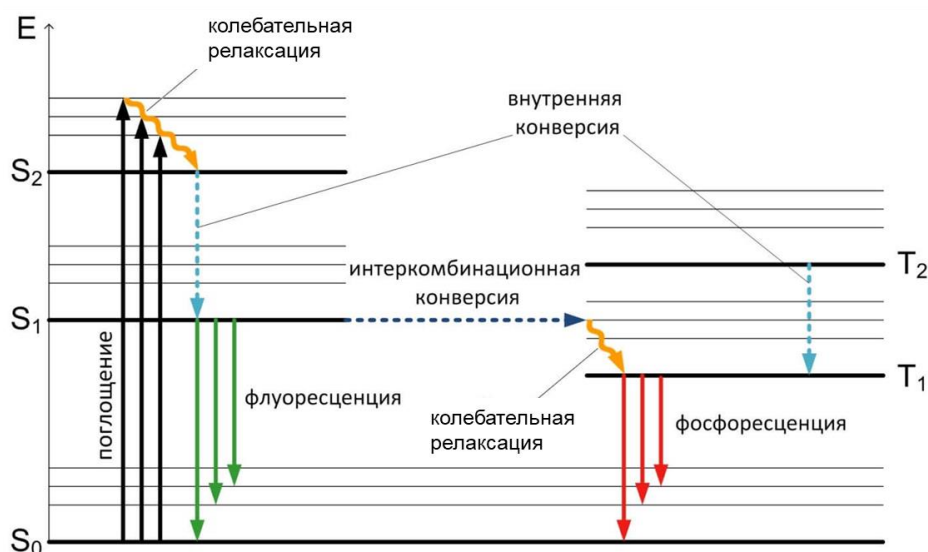 E
колебательная
релаксация
внутренняя
конверсия
S2
T2
интеркомбинационная
конверсия
S1
T1
поглощение
флуоресценция
колебательная
релаксация
фосфоресценция
S0